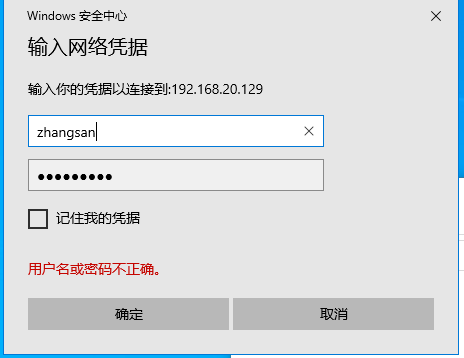 Windows 安全中心
输入网络凭据
输入你的凭据以连接到:192.168.20.129
zhangsan
●●●●●●●●●
记住我的凭据
用户名或密码不正确。
确定
取消